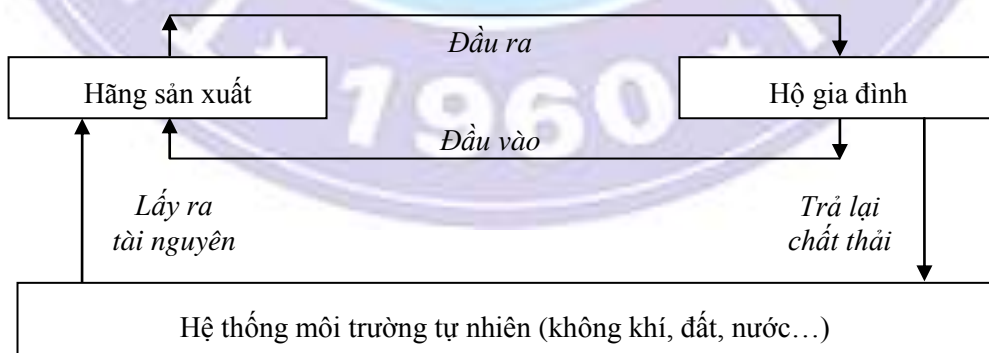 Đầu ra
Hãng sản xuất
Hộ gia đình
1960
Đầu vào
Lấy ra
tài nguyên
Trả lại
chất thải
Hệ thống môi trường tự nhiên (không khí, đất, nước…)